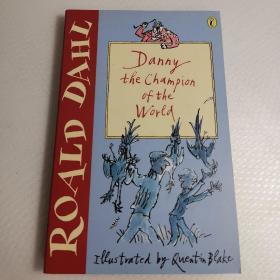 ROALD DAHL
Danny
the Champion
of the
World
Illustrated by Quentin Blake